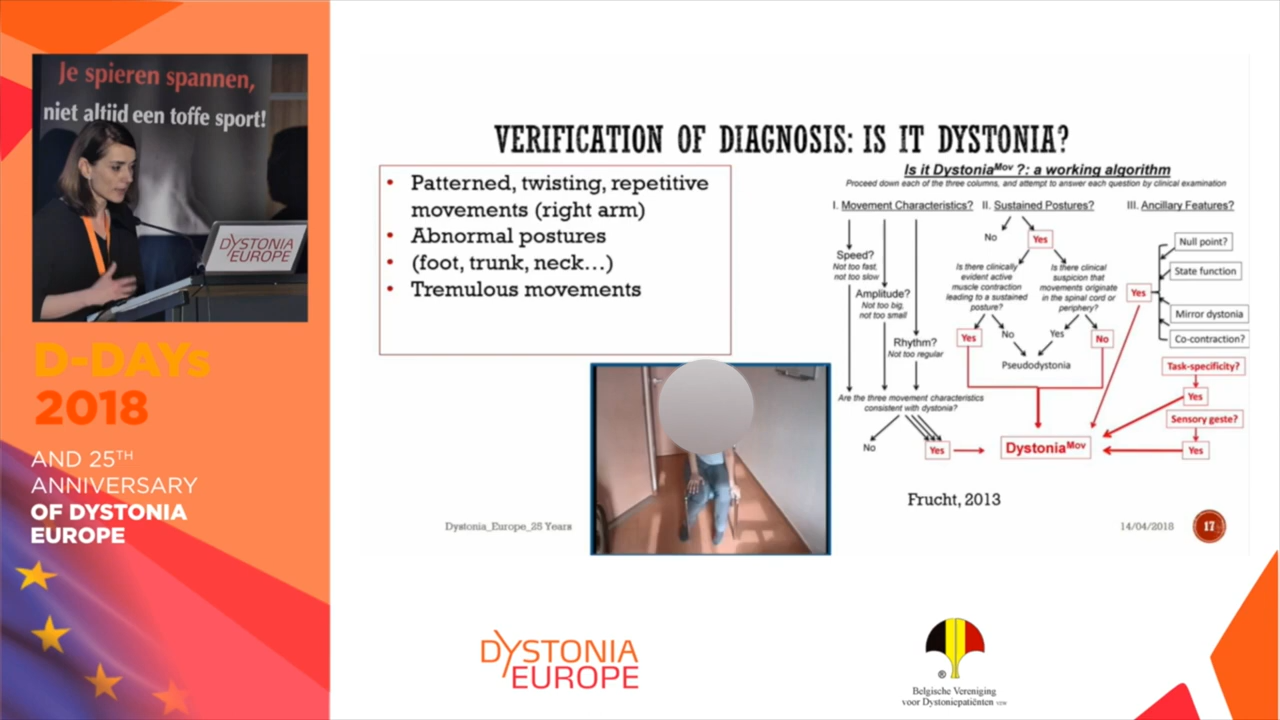 Je spieren spannen,
niet altijd een toffe sport!
DYSTONIA
EUROPE
D-DAYs
2018
AND 25TH
ANNIVERSARY
OF DYSTONIA
EUROPE
VERIFICATION OF DIAGNOSIS: IS IT DYSTONIA?
• Patterned, twisting, repetitive
movements (right arm)
• Abnormal postures
• (foot, trunk, neck...)
• Tremulous movements
Is it DystoniaMov ?: a working algorithm
Proceed down each of the three columns, and attempt to answer each question by clinical examination
I. Movement Characteristics?
Speed?
Not too fast,
not too slow
Amplitude?
Not too big,
not too small
Rhythm?
Not too regular
Are the three movement characteristics
consistent with dystonia?
No
Yes
II. Sustained Postures?
No
Yes
Is there clinically
evident active
muscle contraction
leading to a sustained
posture?
Is there clinical
suspicion that
movements originate
in the spinal cord or
periphery?
Yes
No
Yes
No
Pseudodystonia
DystoniaMov
III. Ancillary Features?
Null point?
State function
Yes
Mirror dystonia
Co-contraction?
Task-specificity?
Yes
Sensory geste?
Yes
Frucht, 2013
Dystonia_Europe_25 Years
14/04/2018
17
DYSTONIA
EUROPE
®
Belgische Vereniging
voor Dystoniepatiënten vzw